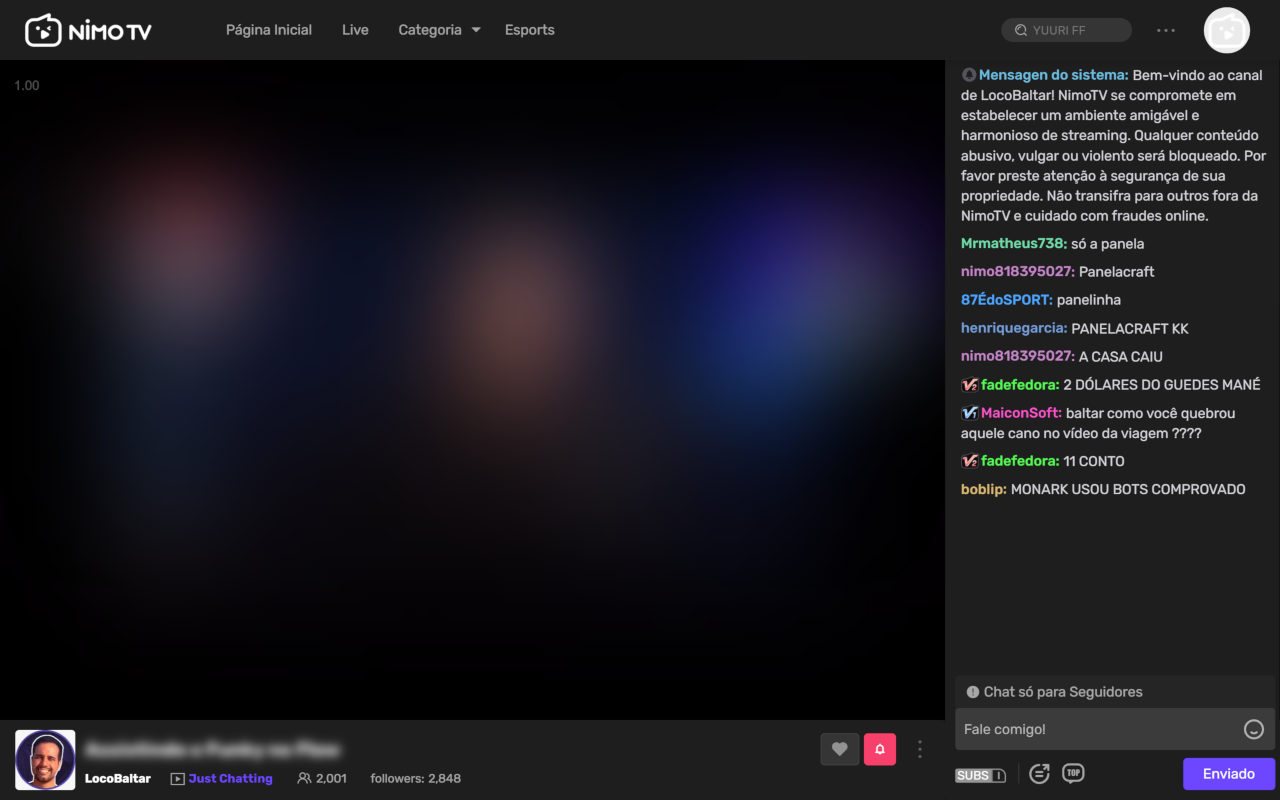 NiMO TV
Página Inicial
Live
Categoria
Esports
YUURI FF
1.00
Mensagen do sistema: Bem-vindo ao canal
de LocoBaltar! NimoTV se compromete em
estabelecer um ambiente amigável e
harmonioso de streaming. Qualquer conteúdo
abusivo, vulgar ou violento será bloqueado. Por
favor preste atenção à segurança de sua
propriedade. Não transifra para outros fora da
NimoTV e cuidado com fraudes online.
Mrmatheus738: só a panela
nimo818395027: Panelacraft
87ÉdoSPORT: panelinha
henriquegarcia: PANELACRAFT KK
nimo818395027: A CASA CAIU
V2 fadefedora: 2 DÓLARES DO GUEDES MANÉ
V1 MaiconSoft: baltar como você quebrou
aquele cano no vídeo da viagem ????
V2 fadefedora: 11 CONTO
boblip: MONARK USOU BOTS COMPROVADO
Chat só para Seguidores
Fale comigo!
SUBS
TOP
Enviado
LocoBaltar
Just Chatting
2,001
followers: 2,848